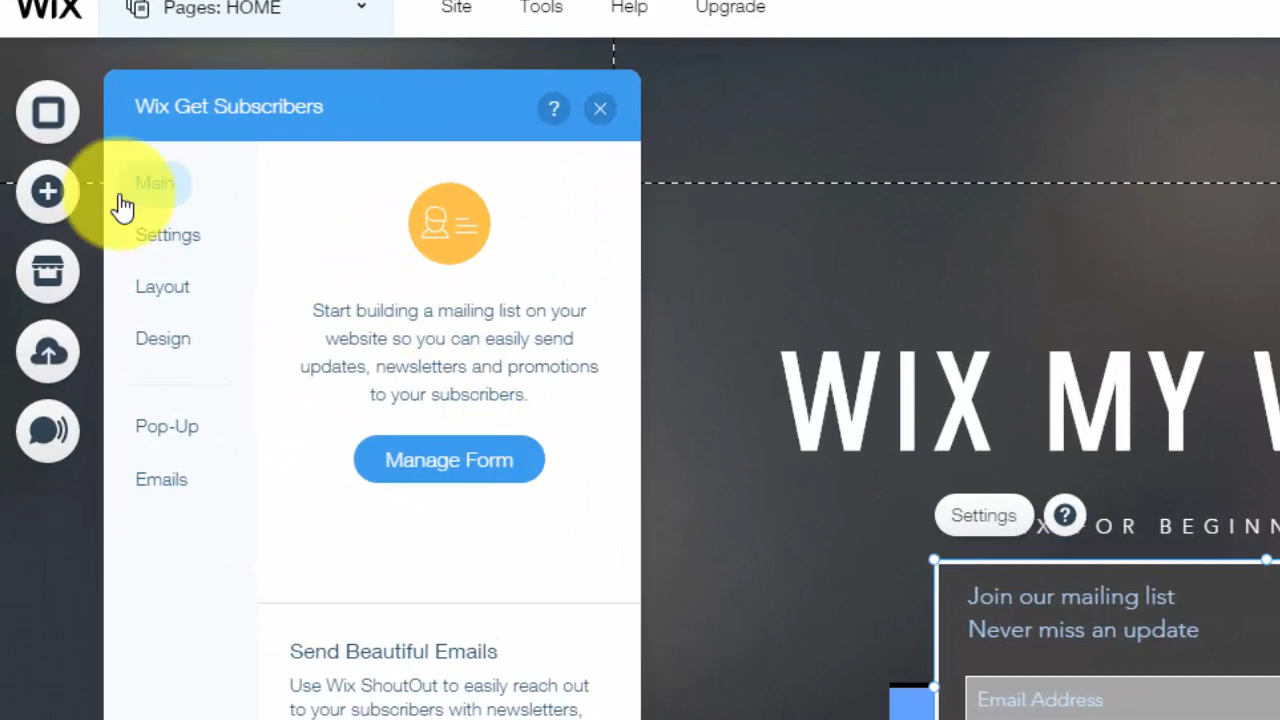 WIX
Pages: HOME
Site
Tools
Help
Upgrade
Wix Get Subscribers
?
Main
Settings
Layout
Design
Pop-Up
Emails
Start building a mailing list on your
website so you can easily send
updates, newsletters and promotions
to your subscribers.
Manage Form
Send Beautiful Emails
Use Wix ShoutOut to easily reach out
to your subscribers with newsletters,
WIX MY
Settings
?
X OR BEGINN
Join our mailing list
Never miss an update
Email Address